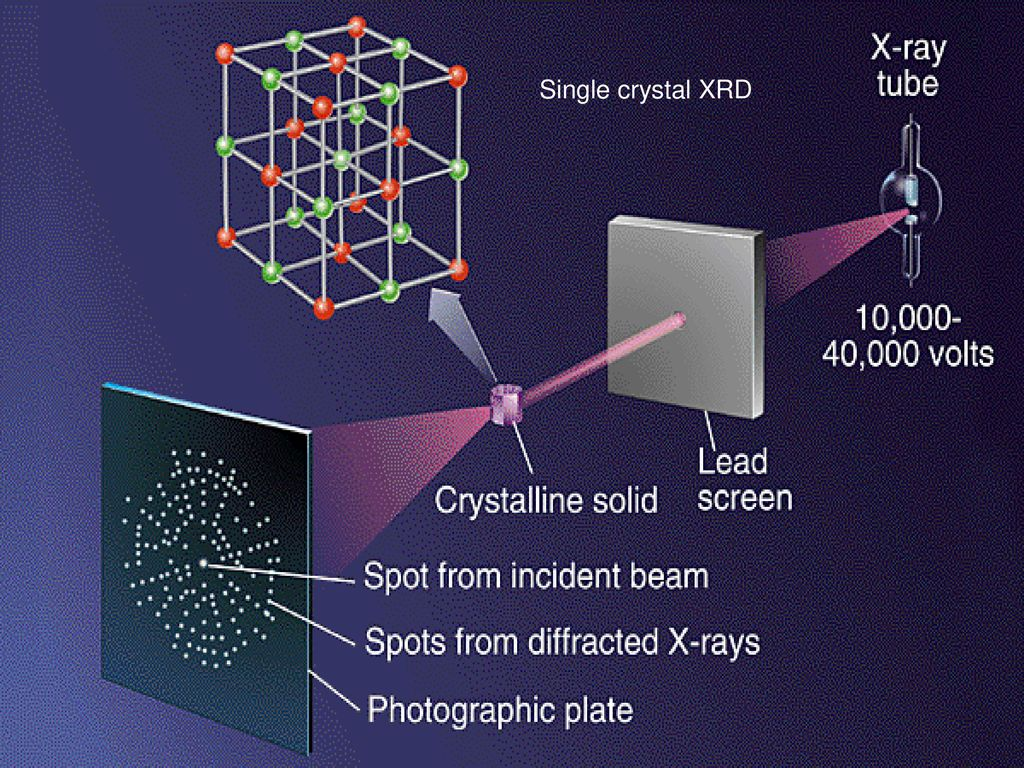 Single crystal XRD
X-ray
tube
10,000-
40,000 volts
Lead
screen
Crystalline solid
Spot from incident beam
Spots from diffracted X-rays
Photographic plate